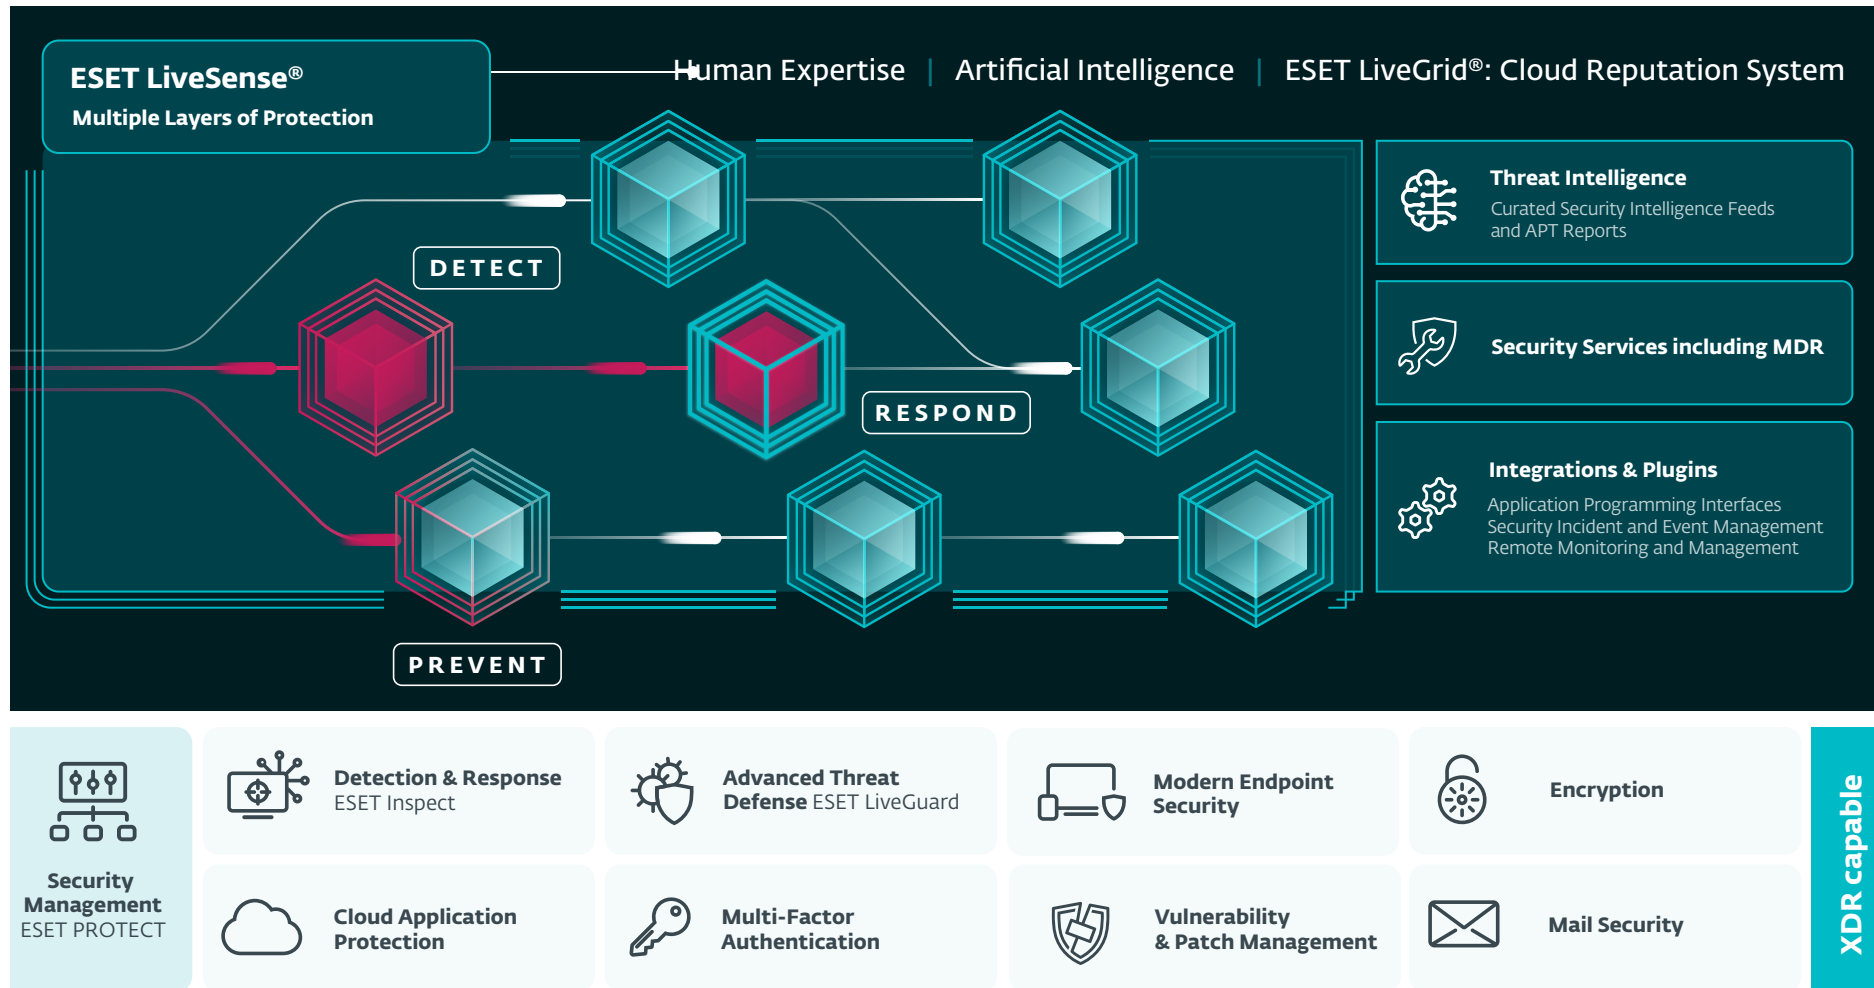 ESET LiveSense®
Multiple Layers of Protection
Human Expertise | Artificial Intelligence | ESET LiveGrid®: Cloud Reputation System
DETECT
RESPOND
PREVENT
Threat Intelligence
Curated Security Intelligence Feeds
and APT Reports
Security Services including MDR
Integrations & Plugins
Application Programming Interfaces
Security Incident and Event Management
Remote Monitoring and Management
Security
Management
ESET PROTECT
Detection & Response
ESET Inspect
Advanced Threat
Defense ESET LiveGuard
Modern Endpoint
Security
Encryption
Cloud Application
Protection
Multi-Factor
Authentication
Vulnerability
& Patch Management
Mail Security
XDR capable